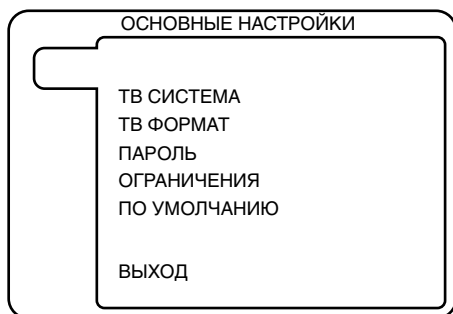 ОСНОВНЫЕ НАСТРОЙКИ
ТВ СИСТЕМА
ТВ ФОРМАТ
ПАРОЛЬ
ОГРАНИЧЕНИЯ
ПО УМОЛЧАНИЮ
ВЫХОД